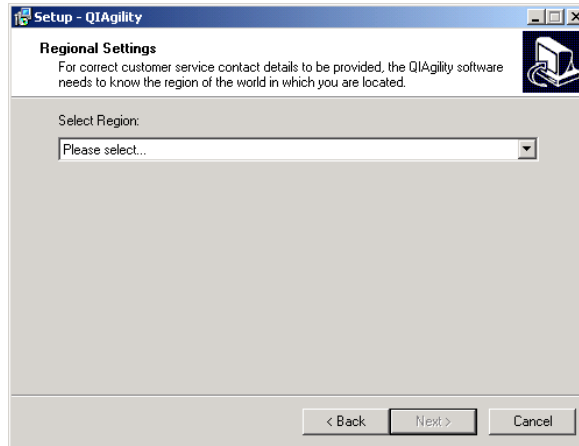 Setup - QIAgility
Regional Settings
For correct customer service contact details to be provided, the QIAgility software
needs to know the region of the world in which you are located.
Select Region:
Please select...
< Back
Next >
Cancel